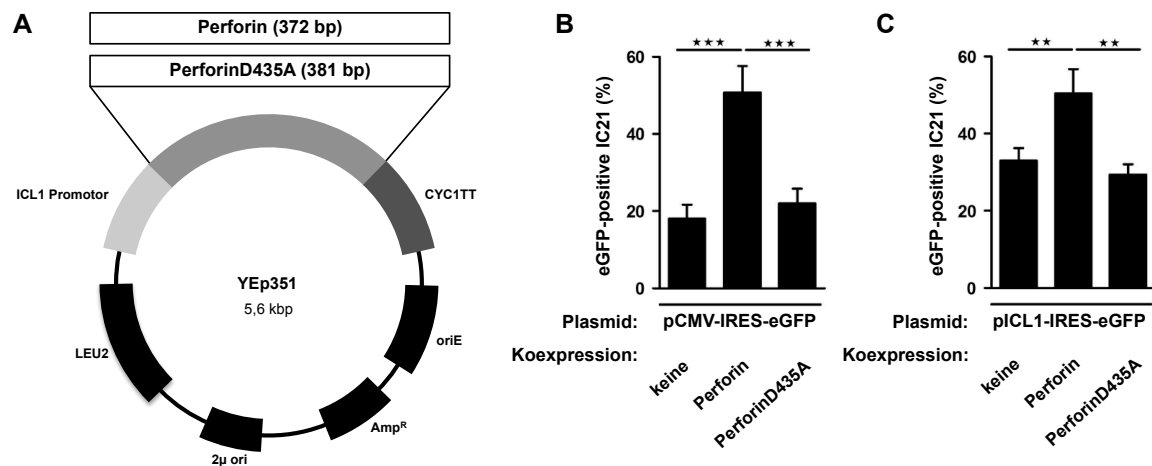 A
Perforin (372 bp)
PerforinD435A (381 bp)
ICL1 Promotor
CYC1TT
YEp351
5,6 kbp
LEU2
oriE
AmpR
2µ ori
B
★★★ ★★★
60
40
20
0
eGFP-positive IC21 (%)
Plasmid: pCMV-IRES-eGFP
Koexpression:
keine
Perforin
PerforinD435A
C
★★ ★★
60
40
20
0
eGFP-positive IC21 (%)
Plasmid: pICL1-IRES-eGFP
Koexpression:
keine
Perforin
PerforinD435A